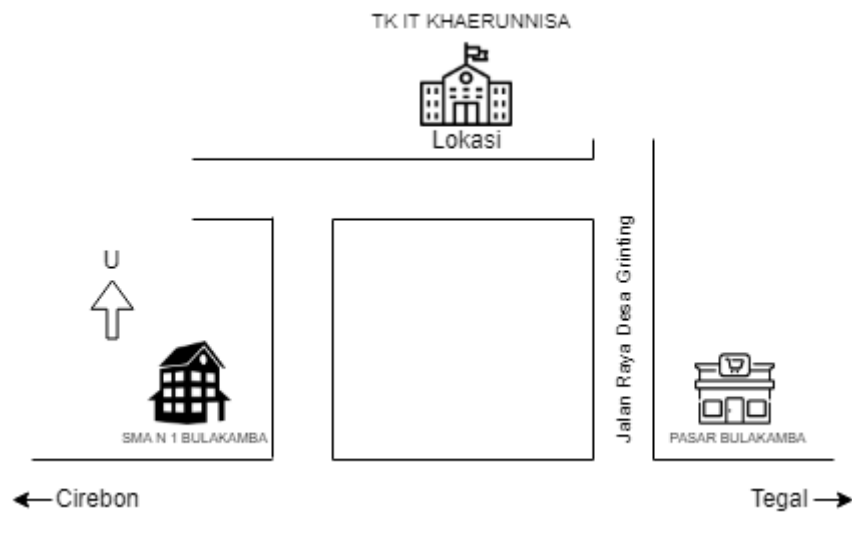 TK IT KHAERUNNISA
Lokasi
U
Jalan Raya Desa Grinting
SMA N 1 BULAKAMBA
PASAR BULAKAMBA
Cirebon
Tegal